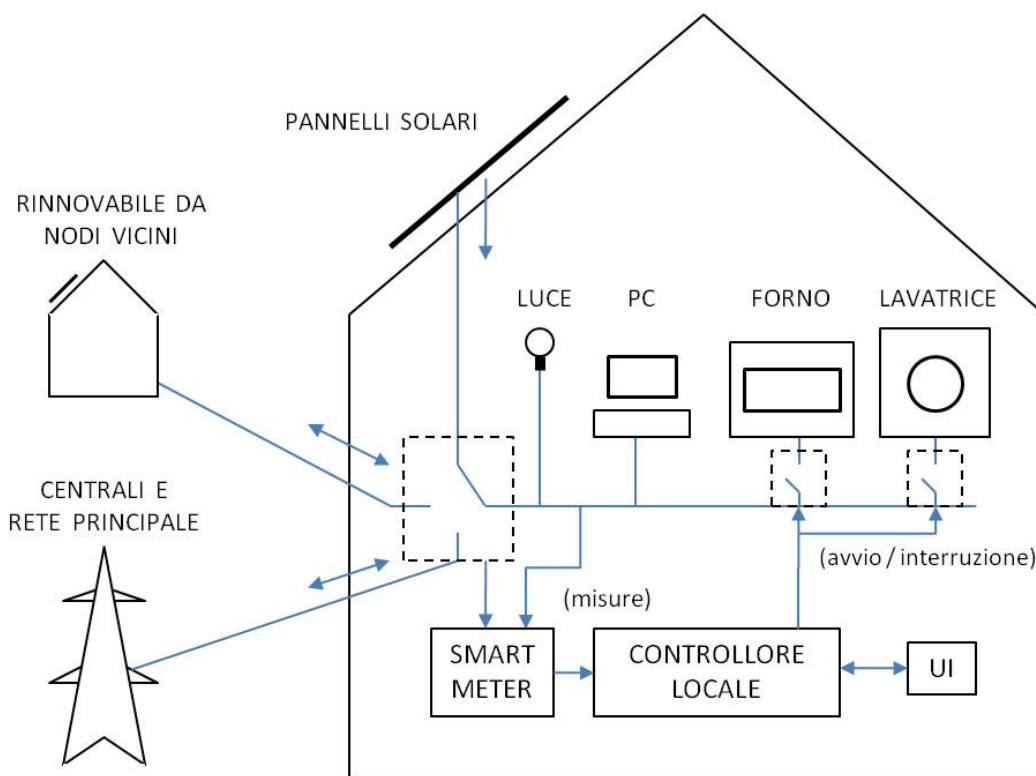 PANNELLI SOLARI
RINNOVABILE DA
NODI VICINI
LUCE
PC
FORNO
LAVATRICE
CENTRALI E
RETE PRINCIPALE
(avvio / interruzione)
(misure)
SMART
METER
CONTROLLORE
LOCALE
UI